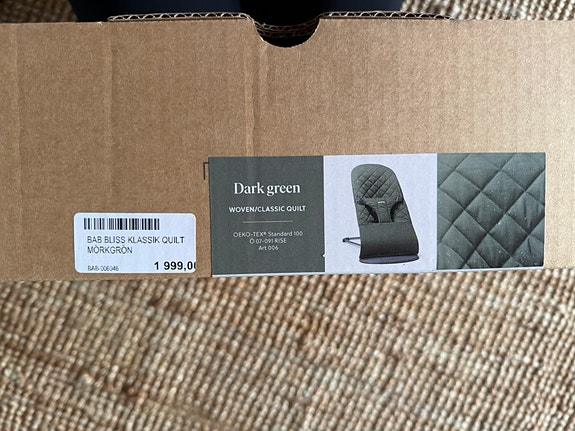 Dark green
WOVEN/CLASSIC QUILT
OEKO-TEX® Standard 100
Ö 07-091 RISE
Art 006
BAB BLISS KLASSIK QUILT
MÖRKGRÖN
BAB-006046
1 999,00